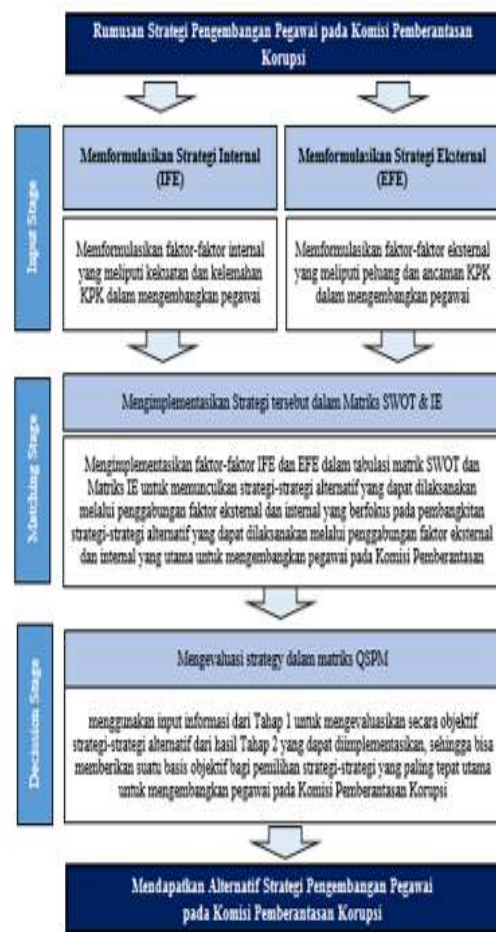 Rumusan Strategi Pengembangan Pegawai pada Komisi Pemberantasan
Korupsi
Input Stage
Memformulasikan Strategi Internal
(IFE)
Memformulasikan faktor-faktor internal
yang meliputi kekuatan dan kelemahan
KPK dalam mengembangkan pegawai
Memformulasikan Strategi Eksternal
(EFE)
Memformulasikan faktor-faktor eksternal
yang meliputi peluang dan ancaman KPK
dalam mengembangkan pegawai
Matching Stage
Mengimplementasikan Strategi tersebut dalam Matriks SWOT & IE
Mengimplementasikan faktor-faktor IFE dan EFE dalam tabulasi matrik SWOT dan
Matriks IE untuk memunculkan strategi-strategi alternatif yang dapat dilaksanakan
melalui penggabungan faktor eksternal dan internal yang berfokus pada pembangkitan
strategi-strategi alternatif yang dapat dilaksanakan melalui penggabungan faktor eksternal
dan internal yang utama untuk mengembangkan pegawai pada Komisi Pemberantasan
Decision Stage
Mengevaluasi strategy dalam matriks QSPM
menggunakan input informasi dari Tahap 1 untuk mengevaluasikan secara objektif
strategi-strategi alternatif dari hasil Tahap 2 yang dapat diimplementasikan, sehingga bisa
memberikan suatu basis objektif bagi pemilihan strategi-strategi yang paling tepat utama
untuk mengembangkan pegawai pada Komisi Pemberantasan Korupsi
Mendapatkan Alternatif Strategi Pengembangan Pegawai
pada Komisi Pemberantasan Korupsi